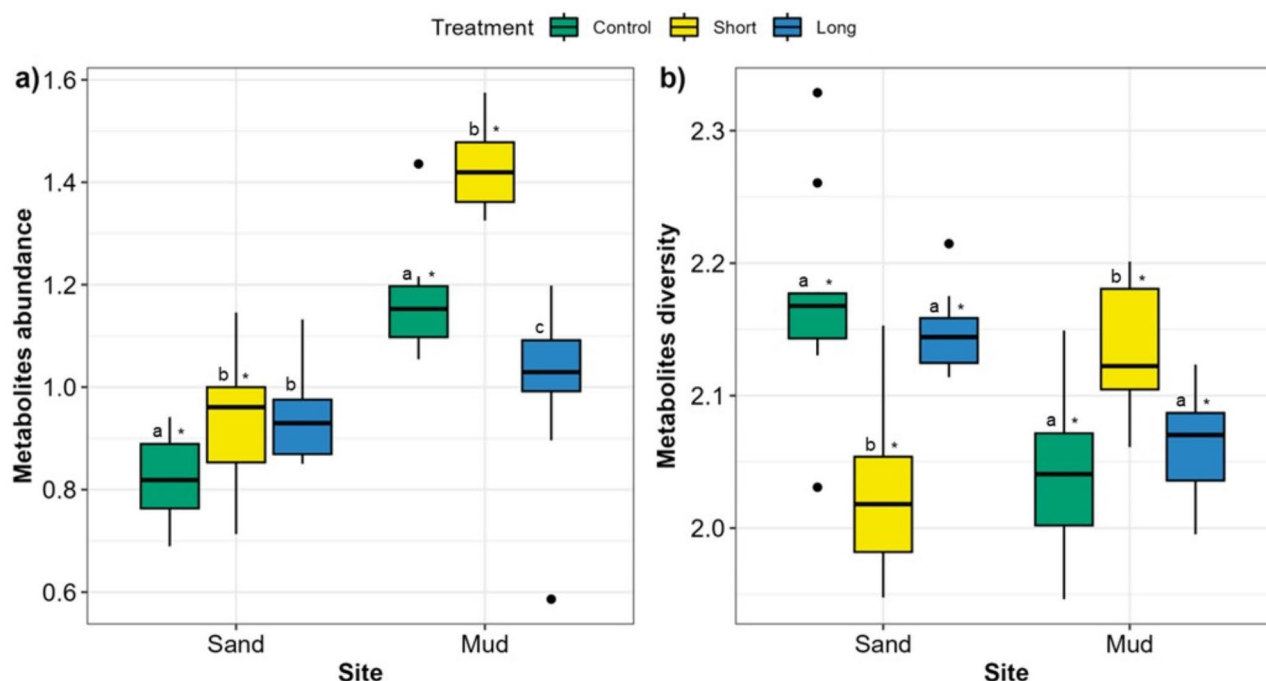 Treatment Control Short Long
a)
Metabolites abundance
1.6
1.4
1.2
1.0
0.8
0.6
a *
b *
b
a *
b *
c
Sand Mud
Site
b)
Metabolites diversity
2.3
2.2
2.1
2.0
a *
b *
a *
a *
b *
a *
Sand Mud
Site